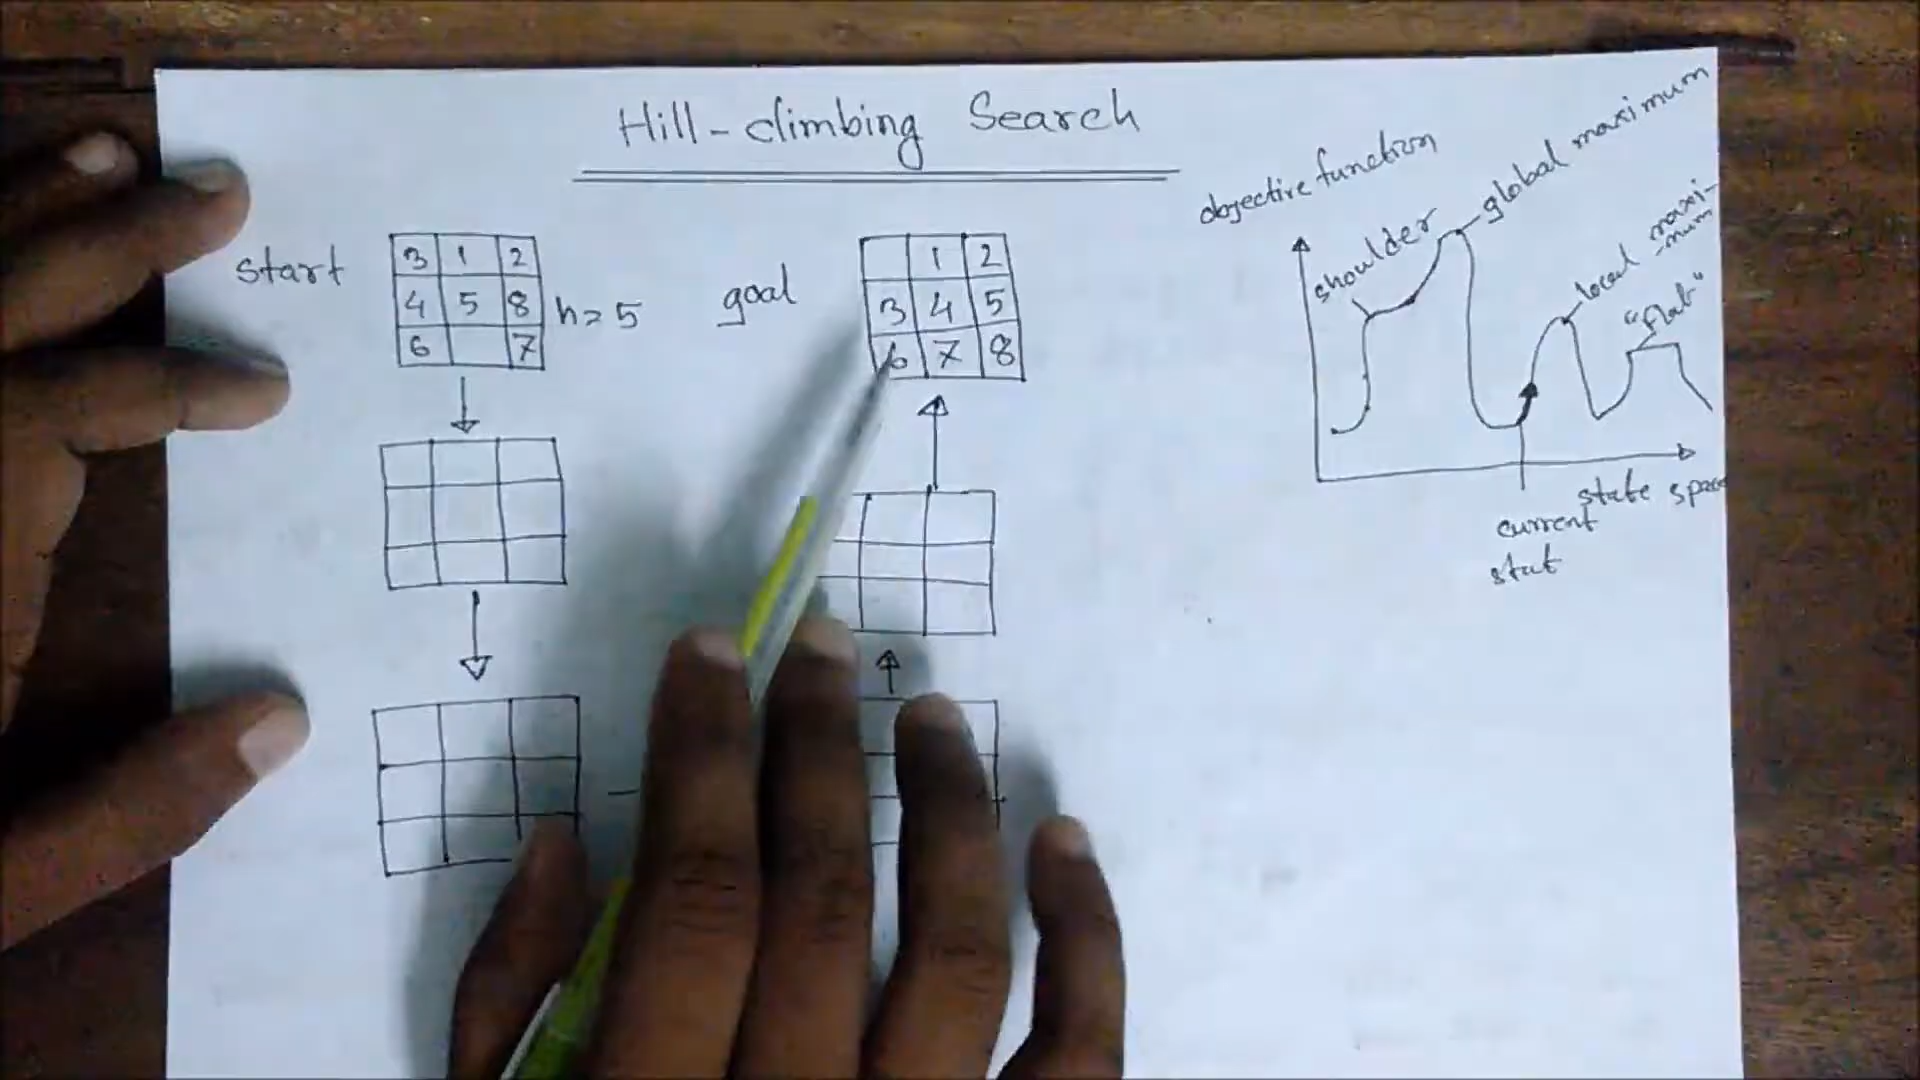 Hill-climbing Search
start
3 1 2
4 5 8
6 7
h = 5
goal
1 2
3 4 5
6 7 8
objective function
shoulder
global maximum
local maxi-
-mum
"flat"
state space
current
stat